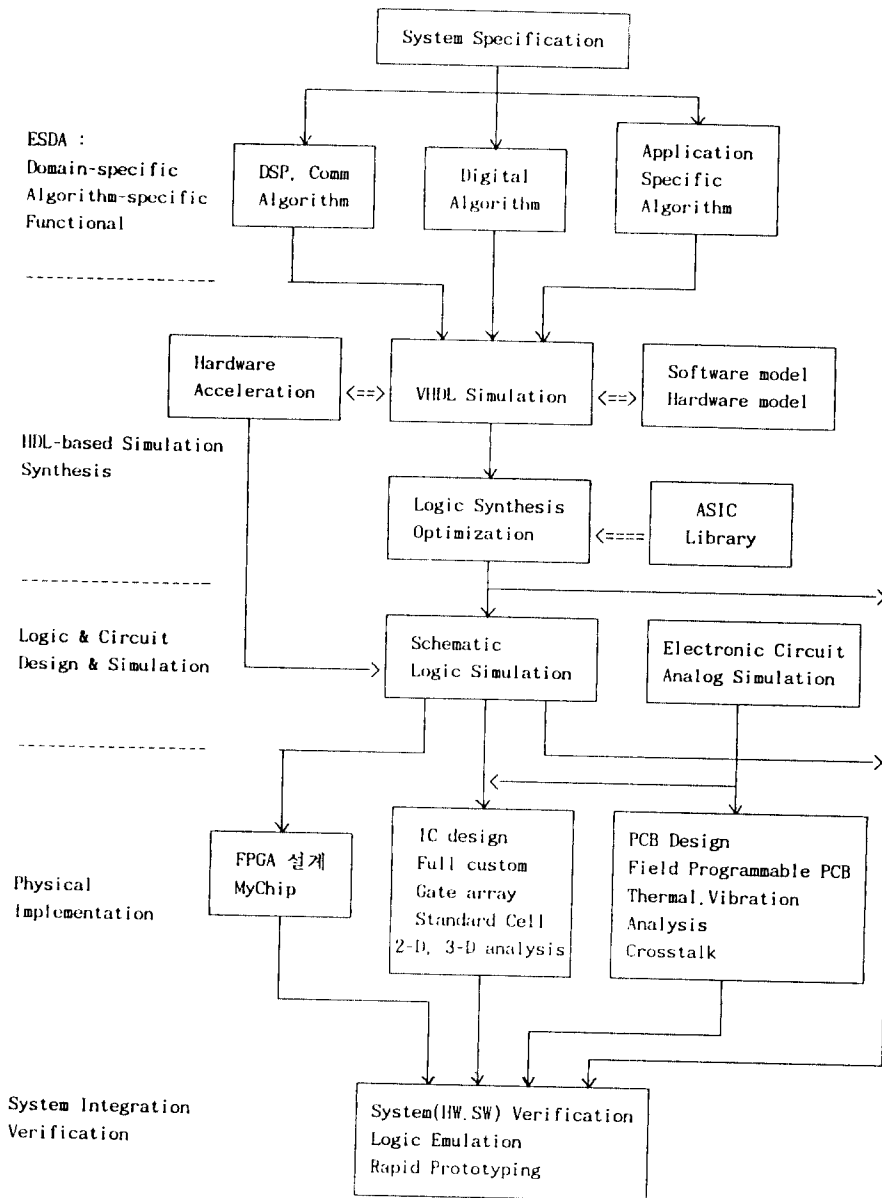 System Specification
ESDA :
Domain-specific
Algorithm-specific
Functional
DSP, Comm
Algorithm
Digital
Algorithm
Application
Specific
Algorithm
Hardware
Acceleration
<==>
VHDL Simulation
<==>
Software model
Hardware model
HDL-based Simulation
Synthesis
Logic Synthesis
Optimization
<====
ASIC
Library
Logic & Circuit
Design & Simulation
Schematic
Logic Simulation
Electronic Circuit
Analog Simulation
Physical
Implementation
FPGA 설계
MyChip
IC design
Full custom
Gate array
Standard Cell
2-D, 3-D analysis
PCB Design
Field Programmable PCB
Thermal.Vibration
Analysis
Crosstalk
System Integration
Verification
System(HW.SW) Verification
Logic Emulation
Rapid Prototyping